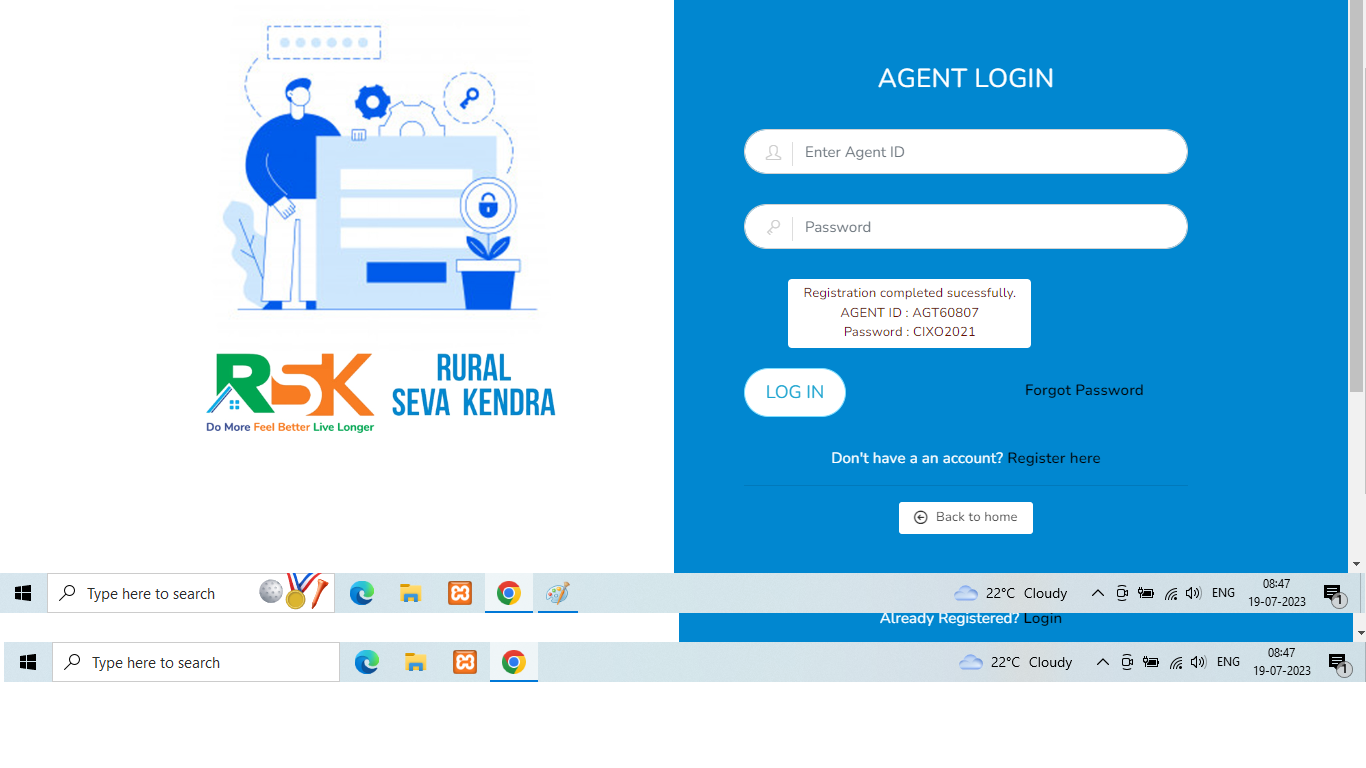 AGENT LOGIN
Enter Agent ID
Password
Registration completed sucessfully.
AGENT ID : AGT60807
Password : CIXO2021
RSK
Do More Feel Better Live Longer
RURAL
SEVA KENDRA
LOG IN
Forgot Password
Don't have a an account? Register here
Back to home
Type here to search
22°C Cloudy
ENG
08:47
19-07-2023
1
Already Registered? Login
Type here to search
22°C Cloudy
ENG
08:47
19-07-2023
1